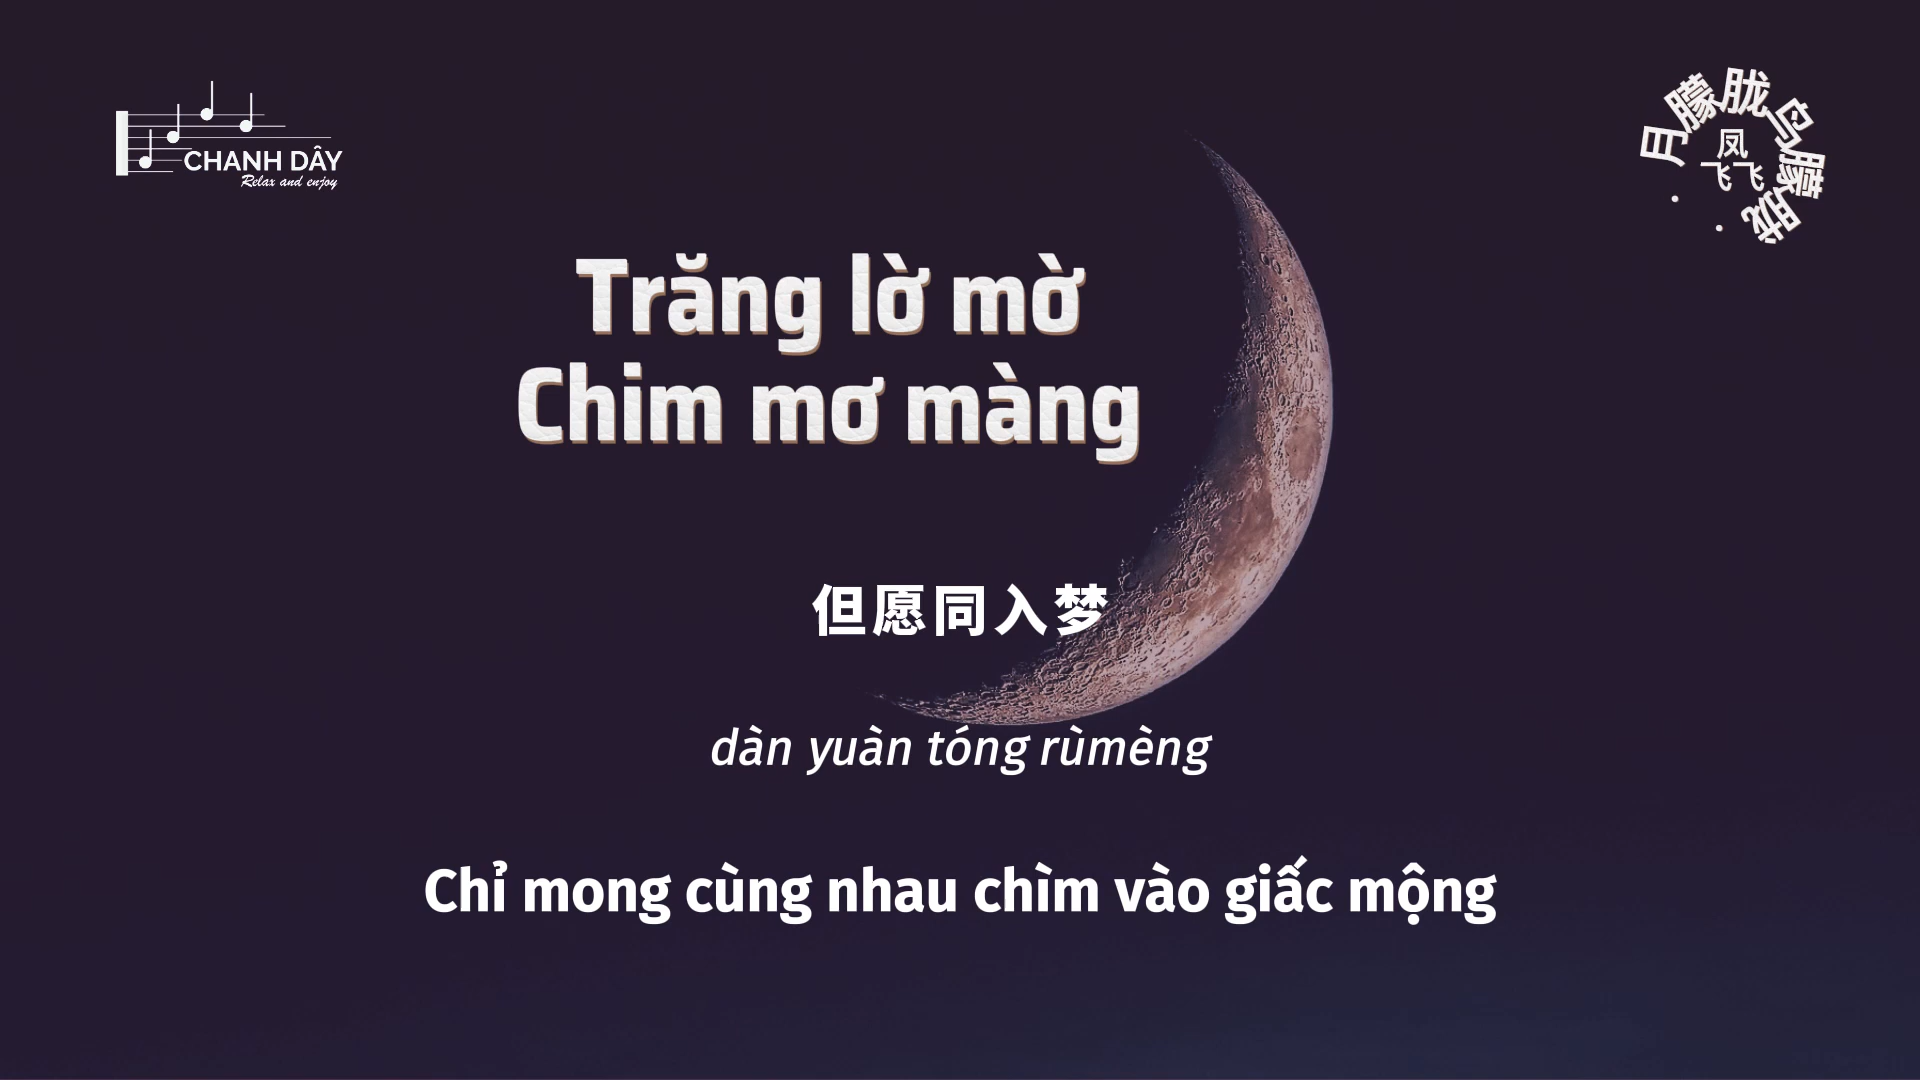 CHANH DÂY
Relax and enjoy
月朦胧鸟朦胧
凤
飞飞
Trăng lờ mờ
Chim mơ màng
但愿同入梦
dàn yuàn tóng rùmèng
Chỉ mong cùng nhau chìm vào giấc mộng